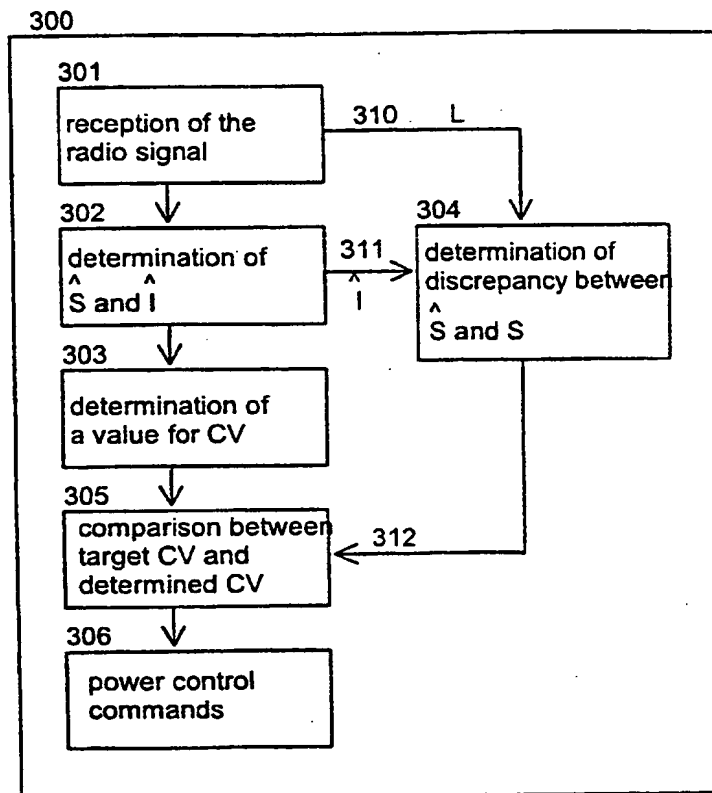 300
301
reception of the
radio signal
310 L
302
determination of
Ŝ and Î
311
Î
304
determination of
discrepancy between
Ŝ and S
303
determination of
a value for CV
305
comparison between
target CV and
determined CV
312
306
power control
commands